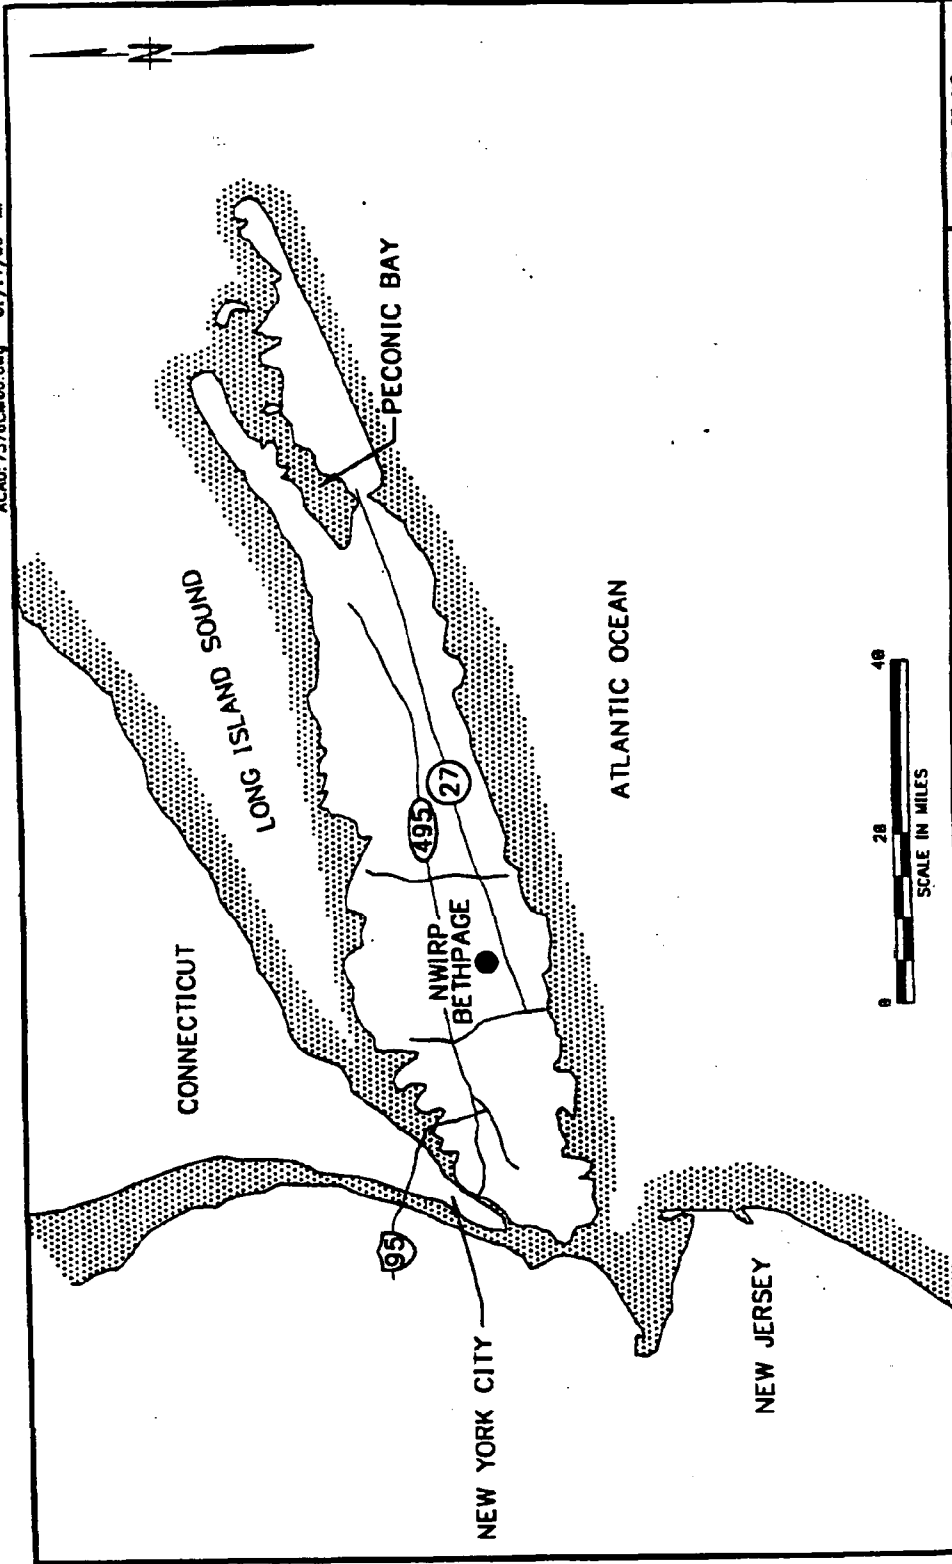 N
CONNECTICUT
LONG ISLAND SOUND
PECONIC BAY
95
495
27
NWIRP
BETHPAGE
NEW YORK CITY
ATLANTIC OCEAN
NEW JERSEY
0 20 40
SCALE IN MILES